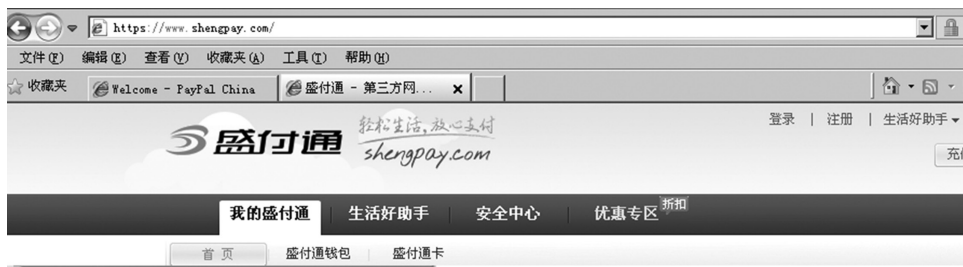 https://www.shengpay.com/
文件(F) 编辑(E) 查看(V) 收藏夹(A) 工具(T) 帮助(H)
收藏夹 Welcome - PayPal China 盛付通 - 第三方网...
登录 | 注册 | 生活好助手
盛付通 轻松生活,放心支付
shengpay.com
我的盛付通 生活好助手 安全中心 优惠专区 折扣
首页 盛付通钱包 盛付通卡